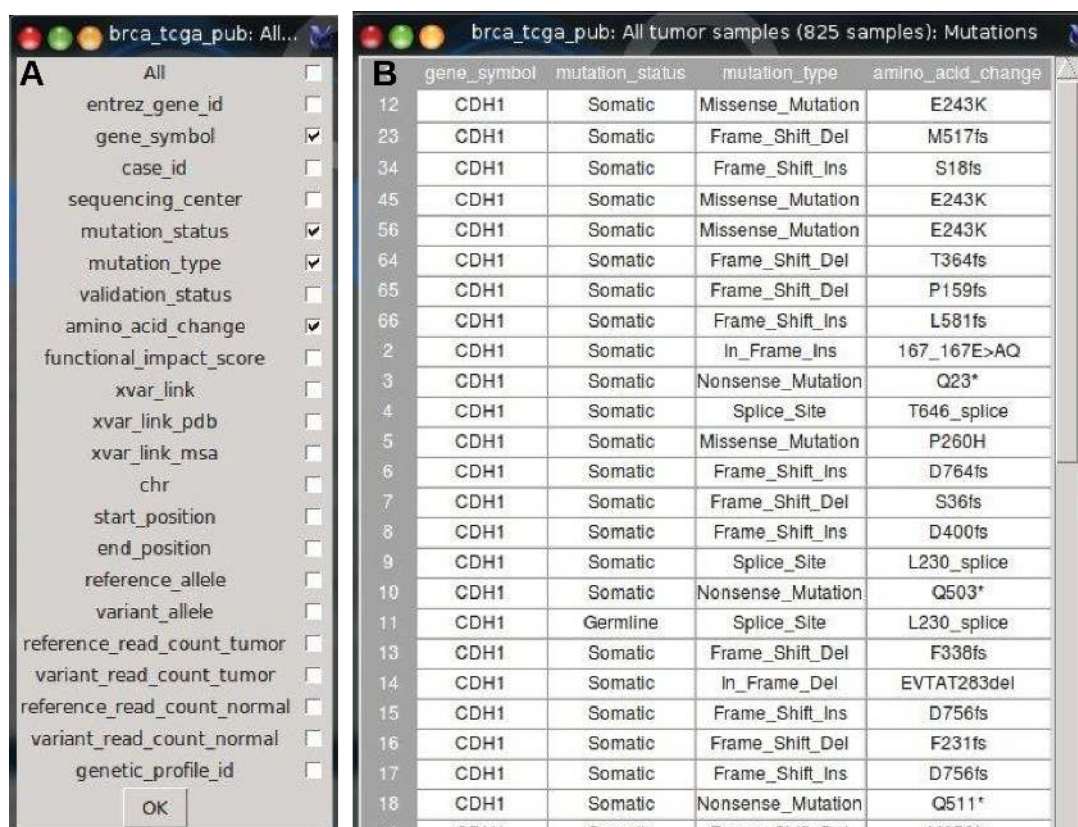 brca_tcga_pub: All...
A
All
entrez_gene_id
gene_symbol
case_id
sequencing_center
mutation_status
mutation_type
validation_status
amino_acid_change
functional_impact_score
xvar_link
xvar_link_pdb
xvar_link_msa
chr
start_position
end_position
reference_allele
variant_allele
reference_read_count_tumor
variant_read_count_tumor
reference_read_count_normal
variant_read_count_normal
genetic_profile_id
OK
brca_tcga_pub: All tumor samples (825 samples): Mutations
B gene_symbol mutation_status mutation_type amino_acid_change
12 CDH1 Somatic Missense_Mutation E243K
23 CDH1 Somatic Frame_Shift_Del M517fs
34 CDH1 Somatic Frame_Shift_Ins S18fs
45 CDH1 Somatic Missense_Mutation E243K
56 CDH1 Somatic Missense_Mutation E243K
64 CDH1 Somatic Frame_Shift_Del T364fs
65 CDH1 Somatic Frame_Shift_Del P159fs
66 CDH1 Somatic Frame_Shift_Ins L581fs
2 CDH1 Somatic In_Frame_Ins 167_167E>AQ
3 CDH1 Somatic Nonsense_Mutation Q23*
4 CDH1 Somatic Splice_Site T646_splice
5 CDH1 Somatic Missense_Mutation P260H
6 CDH1 Somatic Frame_Shift_Ins D764fs
7 CDH1 Somatic Frame_Shift_Del S36fs
8 CDH1 Somatic Frame_Shift_Ins D400fs
9 CDH1 Somatic Splice_Site L230_splice
10 CDH1 Somatic Nonsense_Mutation Q503*
11 CDH1 Germline Splice_Site L230_splice
13 CDH1 Somatic Frame_Shift_Del F338fs
14 CDH1 Somatic In_Frame_Del EVTAT283del
15 CDH1 Somatic Frame_Shift_Ins D756fs
16 CDH1 Somatic Frame_Shift_Del F231fs
17 CDH1 Somatic Frame_Shift_Ins D756fs
18 CDH1 Somatic Nonsense_Mutation Q511*